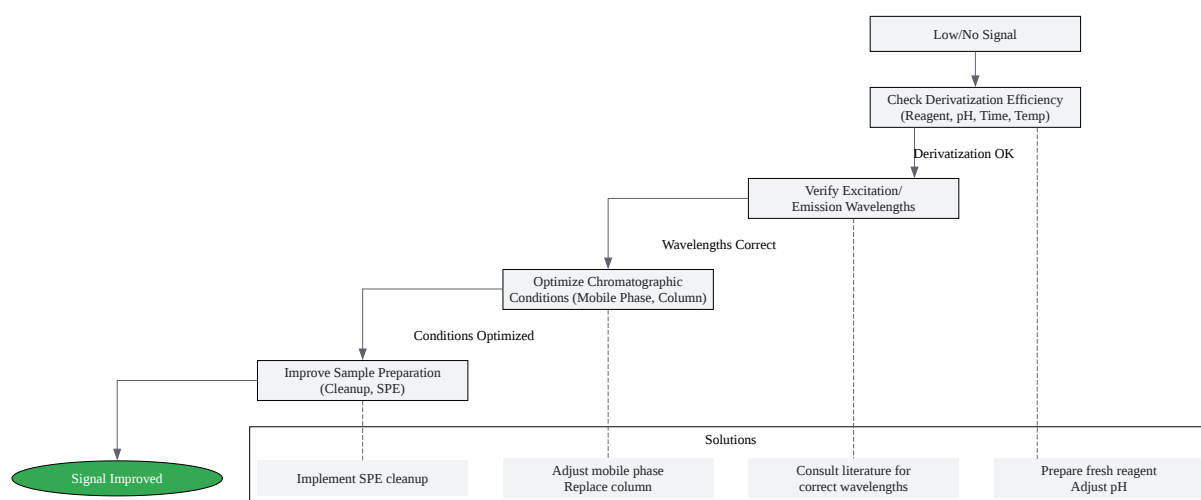 Low/No Signal
Check Derivatization Efficiency
(Reagent, pH, Time, Temp)
Derivatization OK
Verify Excitation/
Emission Wavelengths
Wavelengths Correct
Optimize Chromatographic
Conditions (Mobile Phase, Column)
Conditions Optimized
Improve Sample Preparation
(Cleanup, SPE)
Solutions
Signal Improved
Implement SPE cleanup
Adjust mobile phase
Replace column
Consult literature for
correct wavelengths
Prepare fresh reagent
Adjust pH